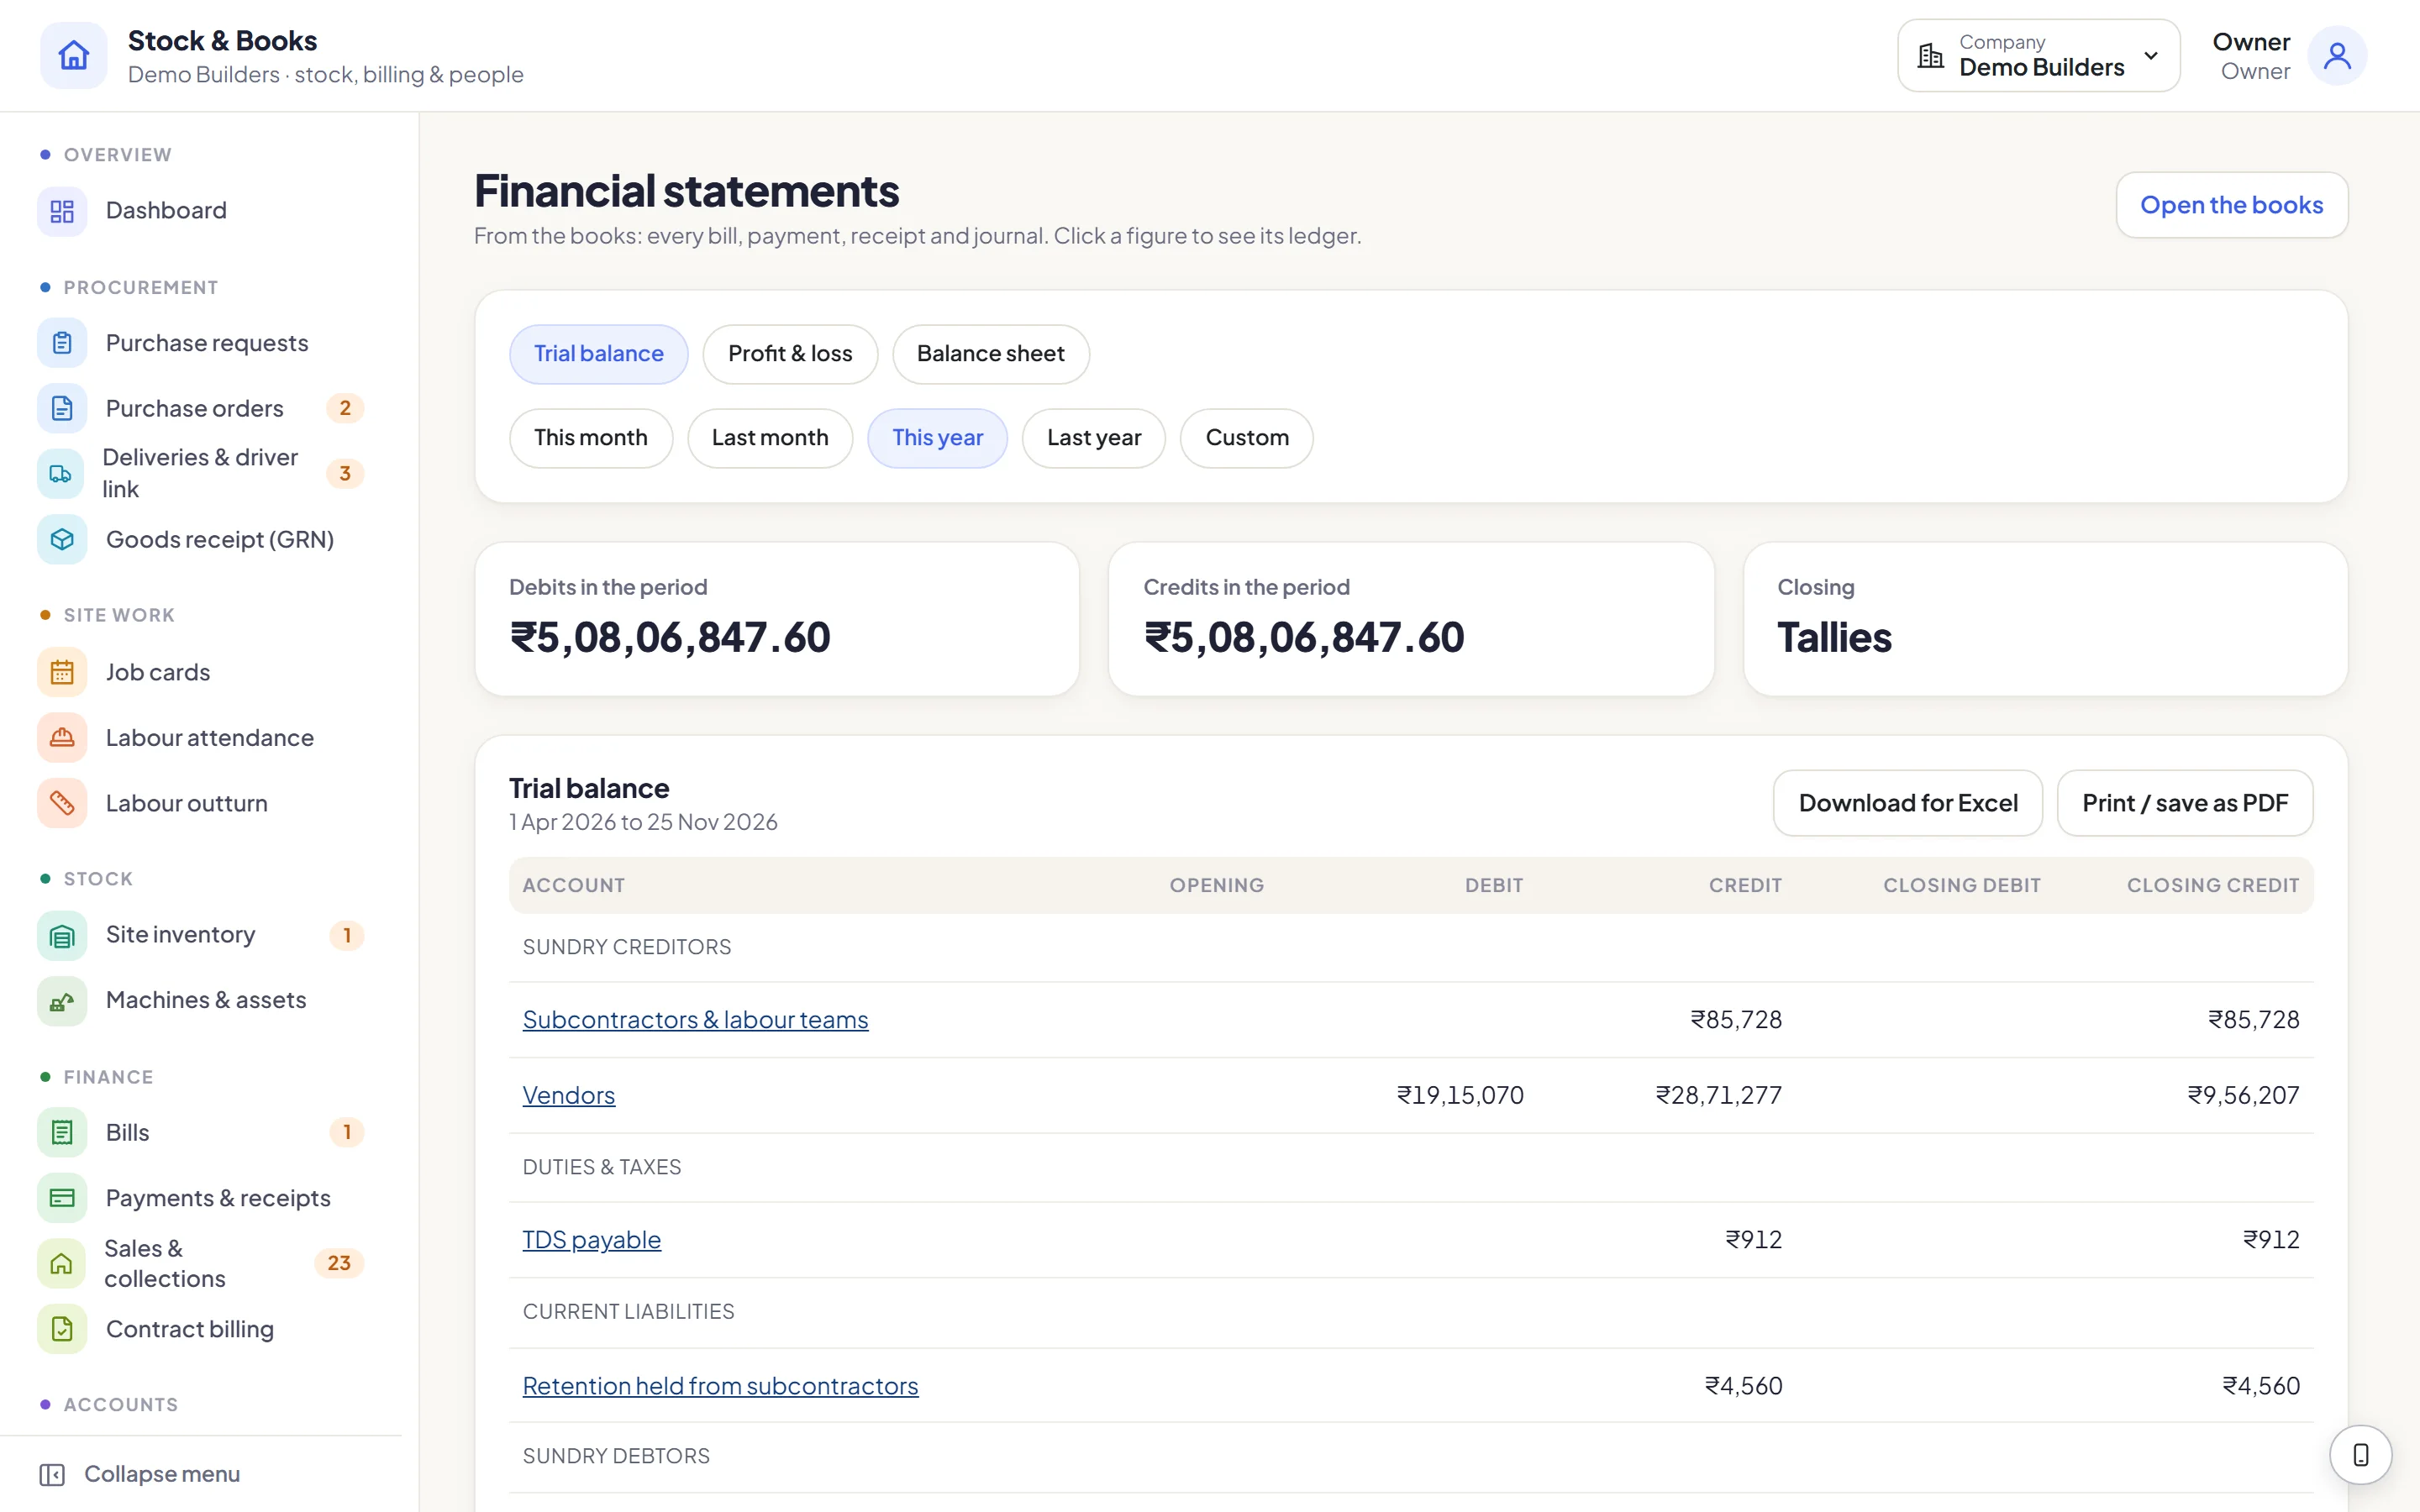 Stock & Books
Demo Builders · stock, billing & people
Company
Demo Builders
Owner
Owner
OVERVIEW
Dashboard
PROCUREMENT
Purchase requests
Purchase orders 2
Deliveries & driver
link 3
Goods receipt (GRN)
SITE WORK
Job cards
Labour attendance
Labour outturn
STOCK
Site inventory 1
Machines & assets
FINANCE
Bills 1
Payments & receipts
Sales &
collections 23
Contract billing
ACCOUNTS
Collapse menu
Financial statements
From the books: every bill, payment, receipt and journal. Click a figure to see its ledger.
Open the books
Trial balance Profit & loss Balance sheet
This month Last month This year Last year Custom
Debits in the period
₹5,08,06,847.60
Credits in the period
₹5,08,06,847.60
Closing
Tallies
Trial balance
1 Apr 2026 to 25 Nov 2026
Download for Excel Print / save as PDF
ACCOUNT OPENING DEBIT CREDIT CLOSING DEBIT CLOSING CREDIT
SUNDRY CREDITORS
Subcontractors & labour teams ₹85,728 ₹85,728
Vendors ₹19,15,070 ₹28,71,277 ₹9,56,207
DUTIES & TAXES
TDS payable ₹912 ₹912
CURRENT LIABILITIES
Retention held from subcontractors ₹4,560 ₹4,560
SUNDRY DEBTORS